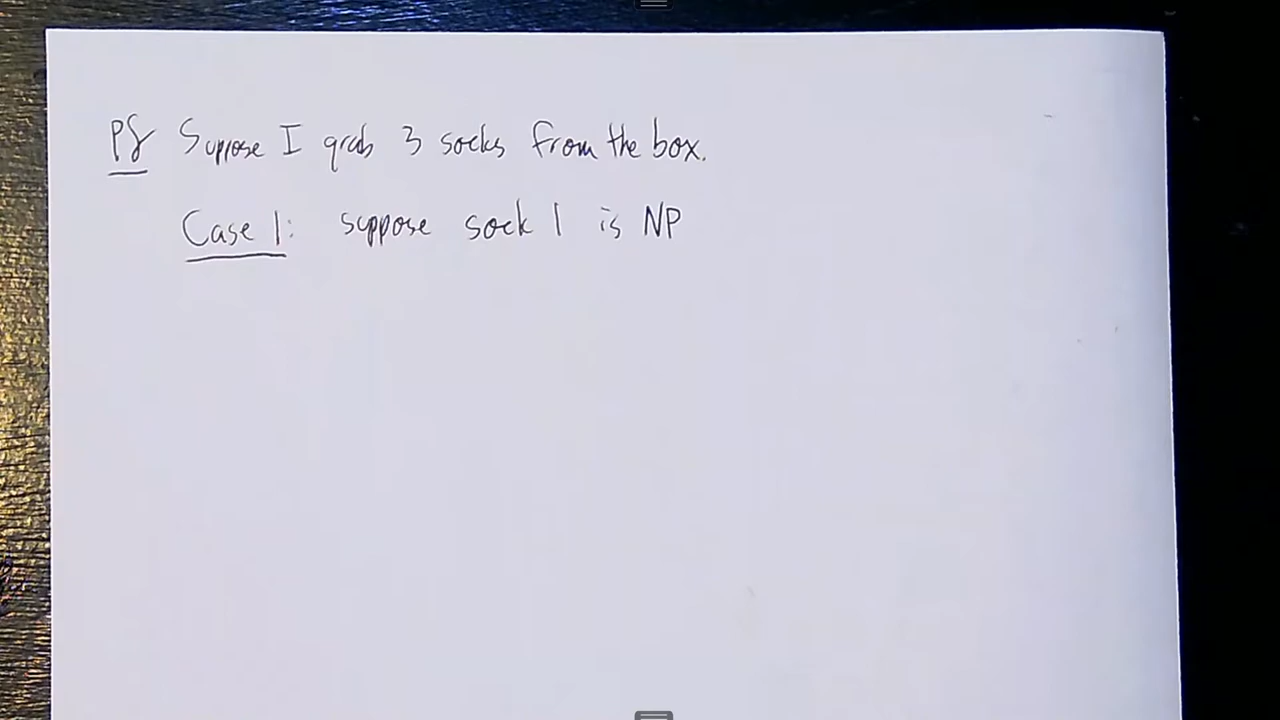 Pf Suppose I grab 3 socks from the box.
Case 1: suppose sock 1 is NP